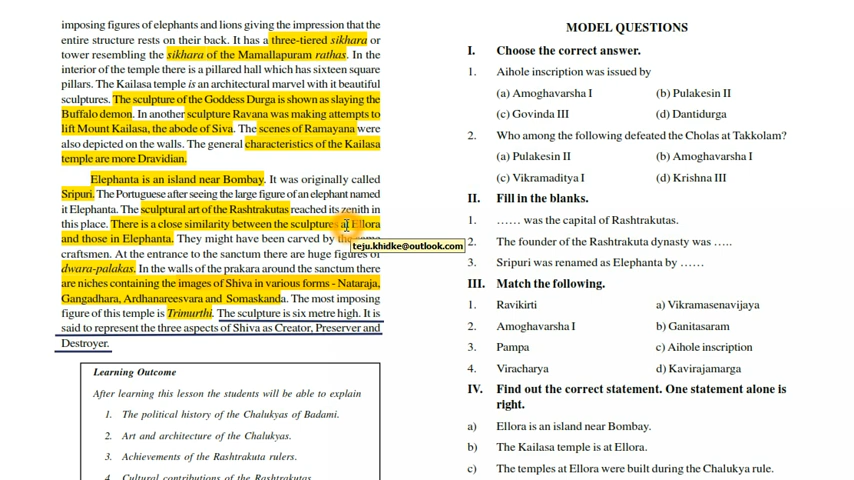 imposing figures of elephants and lions giving the impression that the
entire structure rests on their back. It has a three-tiered sikhara or
tower resembling the sikhara of the Mamallapuram rathas. In the
interior of the temple there is a pillared hall which has sixteen square
pillars. The Kailasa temple is an architectural marvel with it beautiful
sculptures. The sculpture of the Goddess Durga is shown as slaying the
Buffalo demon. In another sculpture Ravana was making attempts to
lift Mount Kailasa, the abode of Siva. The scenes of Ramayana were
also depicted on the walls. The general characteristics of the Kailasa
temple are more Dravidian.
Elephanta is an island near Bombay. It was originally called
Sripuri. The Portuguese after seeing the large figure of an elephant named
it Elephanta. The sculptural art of the Rashtrakutas reached its zenith in
this place. There is a close similarity between the sculptures at Ellora
and those in Elephanta. They might have been carved by the same
craftsmen. At the entrance to the sanctum there are huge figures of
dwara-palakas. In the walls of the prakara around the sanctum there
are niches containing the images of Shiva in various forms - Nataraja,
Gangadhara, Ardhanareesvara and Somaskanda. The most imposing
figure of this temple is Trimurthi. The sculpture is six metre high. It is
said to represent the three aspects of Shiva as Creator, Preserver and
Destroyer.
teju.khidke@outlook.com
Learning Outcome
After learning this lesson the students will be able to explain
1. The political history of the Chalukyas of Badami.
2. Art and architecture of the Chalukyas.
3. Achievements of the Rashtrakuta rulers.
4. Cultural contributions of the Rashtrakutas.
MODEL QUESTIONS
I. Choose the correct answer.
1. Aihole inscription was issued by
(a) Amoghavarsha I (b) Pulakesin II
(c) Govinda III (d) Dantidurga
2. Who among the following defeated the Cholas at Takkolam?
(a) Pulakesin II (b) Amoghavarsha I
(c) Vikramaditya I (d) Krishna III
II. Fill in the blanks.
1. …… was the capital of Rashtrakutas.
2. The founder of the Rashtrakuta dynasty was …..
3. Sripuri was renamed as Elephanta by ……
III. Match the following.
1. Ravikirti a) Vikramasenavijaya
2. Amoghavarsha I b) Ganitasaram
3. Pampa c) Aihole inscription
4. Viracharya d) Kavirajamarga
IV. Find out the correct statement. One statement alone is
right.
a) Ellora is an island near Bombay.
b) The Kailasa temple is at Ellora.
c) The temples at Ellora were built during the Chalukya rule.